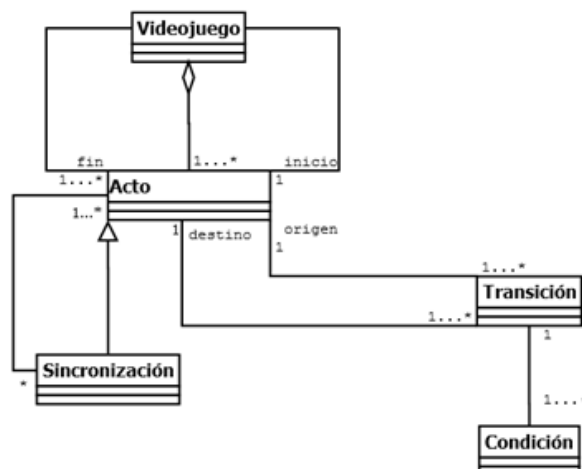 Videojuego
fin 1...* inicio
1...* Acto 1
1...* 1 destino origen
1
1...*
Transición
1...*
1
Sincronización
*
1...*
Condición